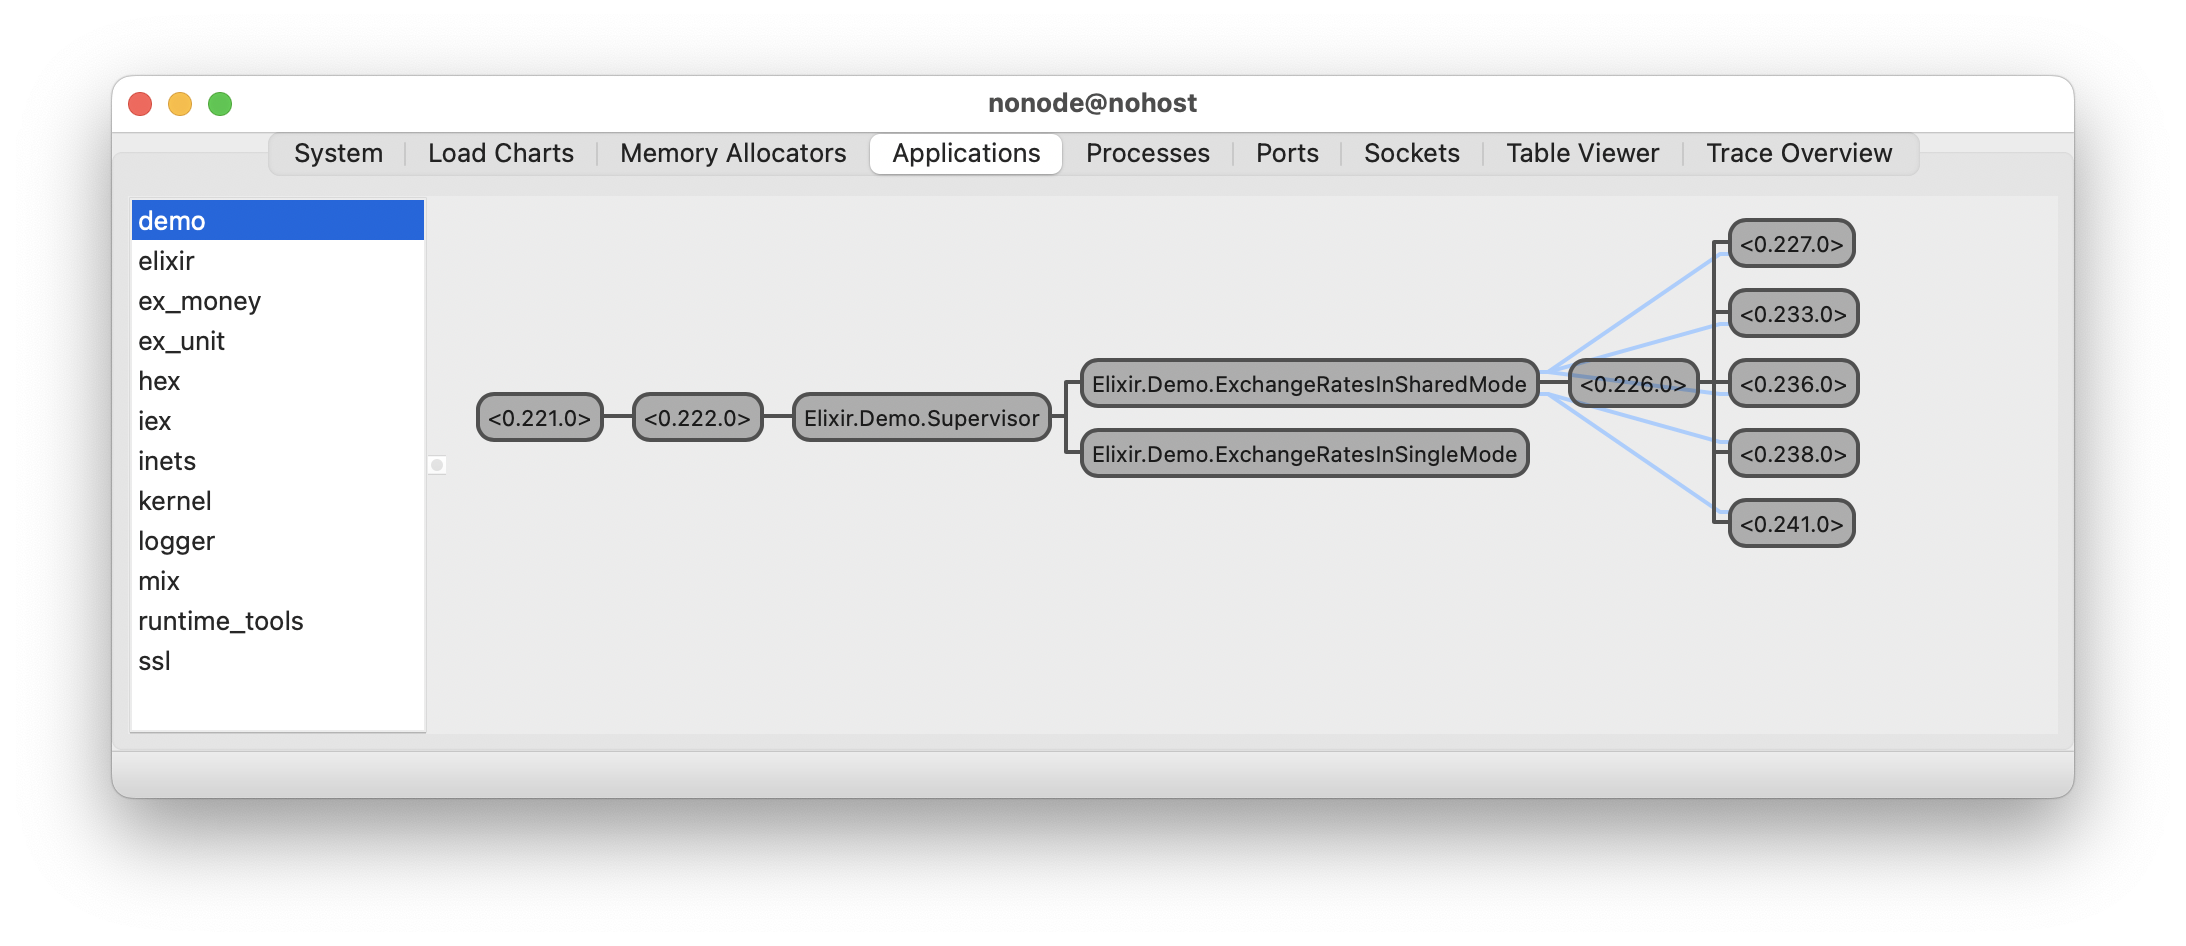 nonode@nohost
System
Load Charts
Memory Allocators
Applications
Processes
Ports
Sockets
Table Viewer
Trace Overview
demo
elixir
ex_money
ex_unit
hex
iex
inets
kernel
logger
mix
runtime_tools
ssl
<0.221.0>
<0.222.0>
Elixir.Demo.Supervisor
Elixir.Demo.ExchangeRatesInSharedMode
Elixir.Demo.ExchangeRatesInSingleMode
<0.226.0>
<0.227.0>
<0.233.0>
<0.236.0>
<0.238.0>
<0.241.0>